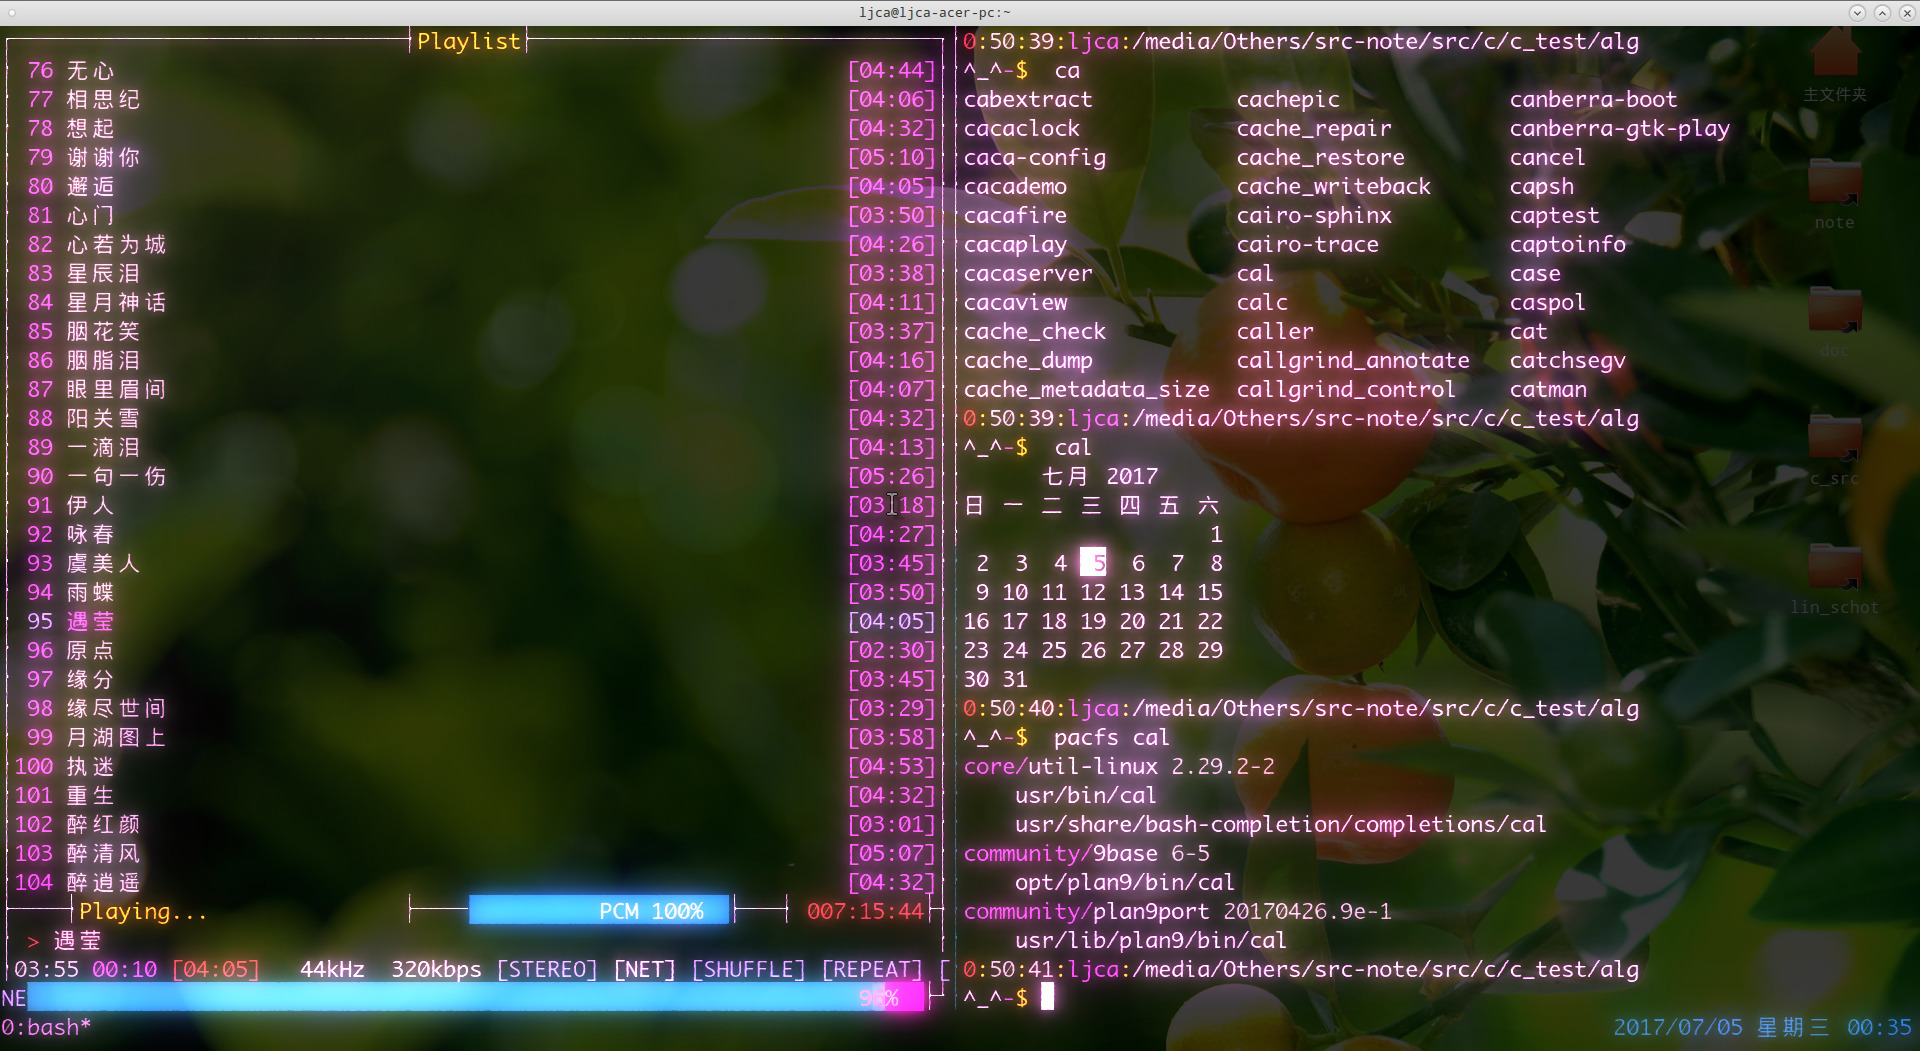 ljca@ljca-acer-pc:~
Playlist
76 无心 [04:44]
77 相思纪 [04:06]
78 想起 [04:32]
79 谢谢你 [05:10]
80 邂逅 [04:05]
81 心门 [03:50]
82 心若为城 [04:26]
83 星辰泪 [03:38]
84 星月神话 [04:11]
85 胭花笑 [03:37]
86 胭脂泪 [04:16]
87 眼里眉间 [04:07]
88 阳关雪 [04:32]
89 一滴泪 [04:13]
90 一句一伤 [05:26]
91 伊人 [03:18]
92 咏春 [04:27]
93 虞美人 [03:45]
94 雨蝶 [03:50]
95 遇莹 [04:05]
96 原点 [02:30]
97 缘分 [03:45]
98 缘尽世间 [03:29]
99 月湖图上 [03:58]
100 执迷 [04:53]
101 重生 [04:32]
102 醉红颜 [03:01]
103 醉清风 [05:07]
104 醉逍遥 [04:32]
Playing... PCM 100% 007:15:44
> 遇莹
03:55 00:10 [04:05] 44kHz 320kbps [STEREO] [NET] [SHUFFLE] [REPEAT] [
NE
0:bash*
0:50:39:ljca:/media/Others/src-note/src/c/c_test/alg
^_^-$ ca
cabextract cachepic canberra-boot
cacaclock cache_repair canberra-gtk-play
caca-config cache_restore cancel
cacademo cache_writeback capsh
cacafire cairo-sphinx captest
cacaplay cairo-trace captoinfo
cacaserver cal case
cacaview calc caspol
cache_check caller cat
cache_dump callgrind_annotate catchsegv
cache_metadata_size callgrind_control catman
0:50:39:ljca:/media/Others/src-note/src/c/c_test/alg
^_^-$ cal
七月 2017
日 一 二 三 四 五 六
1
2 3 4 5 6 7 8
9 10 11 12 13 14 15
16 17 18 19 20 21 22
23 24 25 26 27 28 29
30 31
0:50:40:ljca:/media/Others/src-note/src/c/c_test/alg
^_^-$ pacfs cal
core/util-linux 2.29.2-2
usr/bin/cal
usr/share/bash-completion/completions/cal
community/9base 6-5
opt/plan9/bin/cal
community/plan9port 20170426.9e-1
usr/lib/plan9/bin/cal
0:50:41:ljca:/media/Others/src-note/src/c/c_test/alg
^_^-$
主文件夹
note
doc
c_src
lin_schot
2017/07/05 星期三 00:35